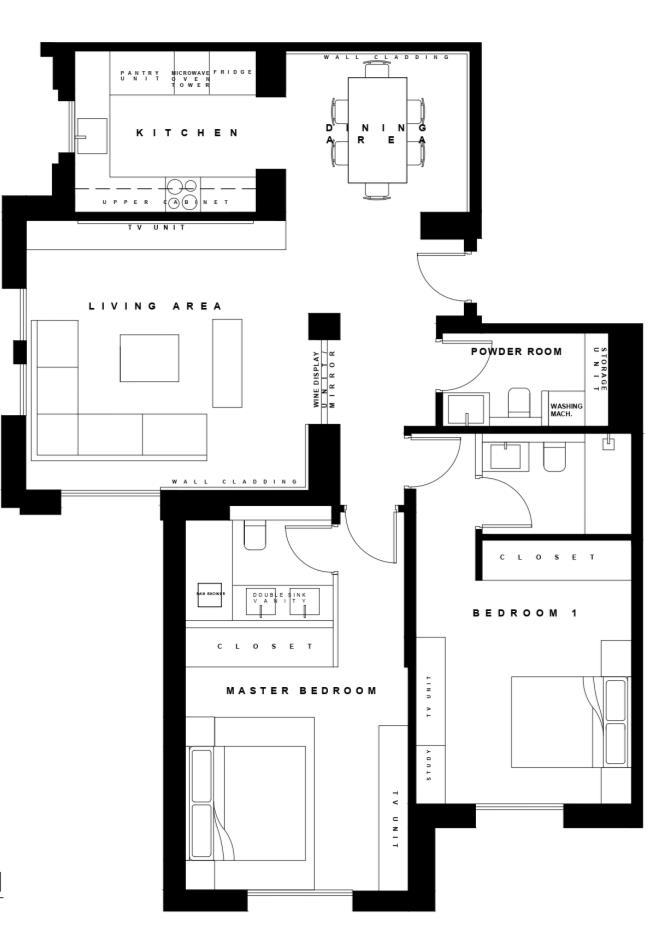 WALL CLADDING
PANTRY
UNIT
MICROWAVE
OVEN
TOWER
FRIDGE
KITCHEN
DINING
AREA
UPPER CABINET
TV UNIT
LIVING AREA
WINE DISPLAY
UNIT /
MIRROR
POWDER ROOM
STORAGE
UNIT
WASHING
MACH.
WALL CLADDING
CLOSET
BEDROOM 1
RAIN SHOWER
DOUBLE SINK
VANITY
CLOSET
MASTER BEDROOM
TV UNIT
STUDY
TV UNIT